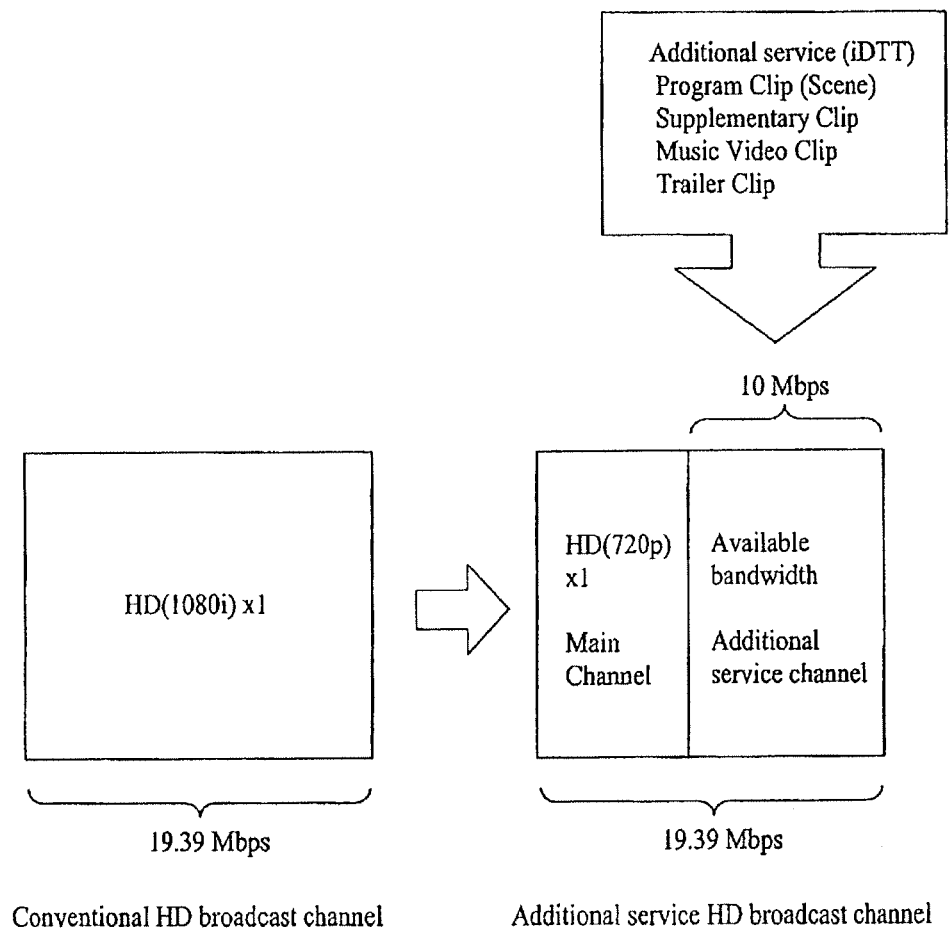 Additional service (iDTT)
Program Clip (Scene)
Supplementary Clip
Music Video Clip
Trailer Clip
10 Mbps
HD(1080i) x1
HD(720p)
x1
Main
Channel
Available
bandwidth
Additional
service channel
19.39 Mbps
19.39 Mbps
Conventional HD broadcast channel
Additional service HD broadcast channel